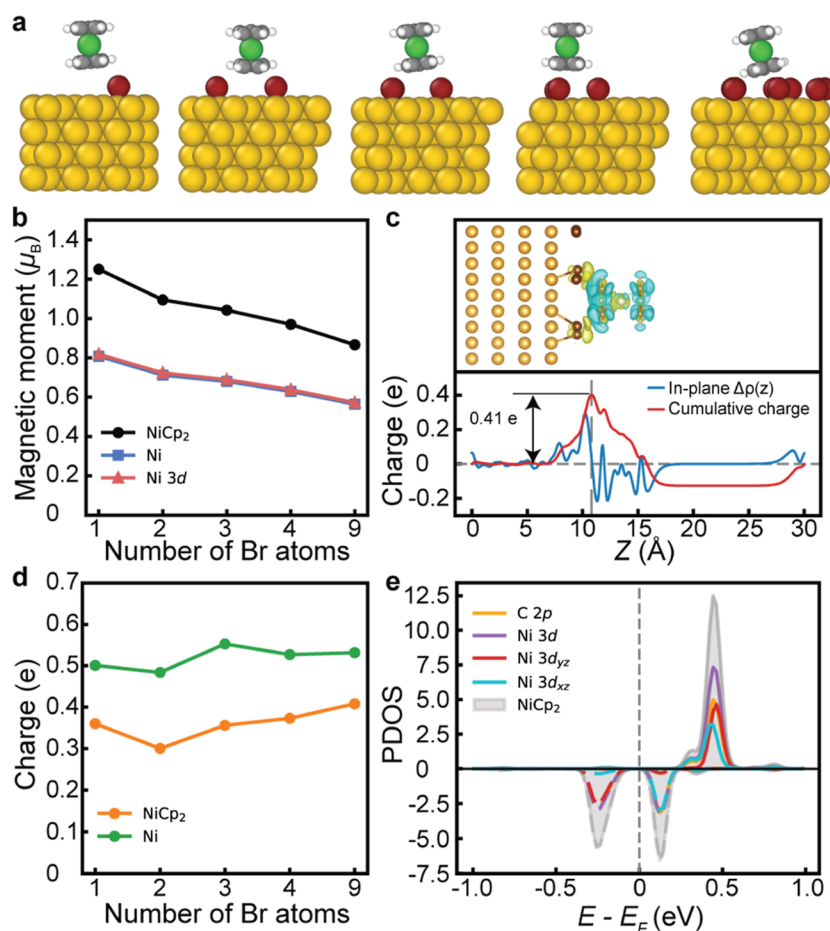 a
b
Magnetic moment (μB)
1.4
1.2
1.0
0.8
0.6
0.4
0.2
0
NiCp2
Ni
Ni 3d
1 2 3 4 9
Number of Br atoms
c
0.41 e
In-plane Δρ(z)
Cumulative charge
Charge (e)
0.4
0.2
0
-0.2
0 5 10 15 20 25 30
Z (Å)
d
Charge (e)
0.7
0.6
0.5
0.4
0.3
0.2
0.1
0
NiCp2
Ni
1 2 3 4 9
Number of Br atoms
e
PDOS
12.5
10.0
7.5
5.0
2.5
0
-2.5
-5.0
-7.5
C 2p
Ni 3d
Ni 3dyz
Ni 3dxz
NiCp2
-1.0 -0.5 0 0.5 1.0
E - EF (eV)